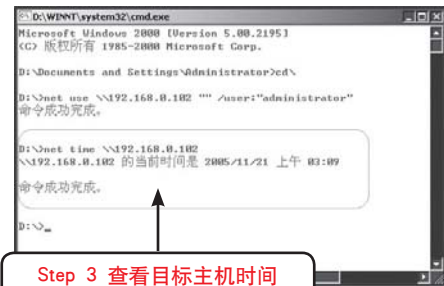 D:\WINNT\system32\cmd.exe
Microsoft Windows 2000 [Version 5.00.2195]
(C) 版权所有 1985-2000 Microsoft Corp.
D:\Documents and Settings\Administrator>cd\
D:\>net use \\192.168.0.102 "" /user:"administrator"
命令成功完成。
D:\>net time \\192.168.0.102
\\192.168.0.102 的当前时间是 2005/11/21 上午 03:09
命令成功完成。
D:\>_
Step 3 查看目标主机时间